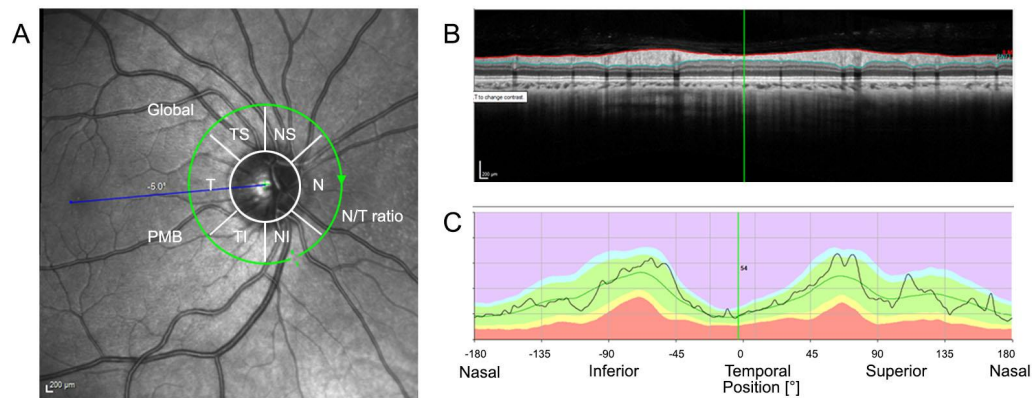 A
Global
TS
NS
-5.0°
T
N
N/T ratio
PMB
TI
NI
200 µm
B
T to change contrast.
200 µm
C
54
-180
-135
-90
-45
0
45
90
135
180
Nasal
Inferior
Temporal
Superior
Nasal
Position [°]